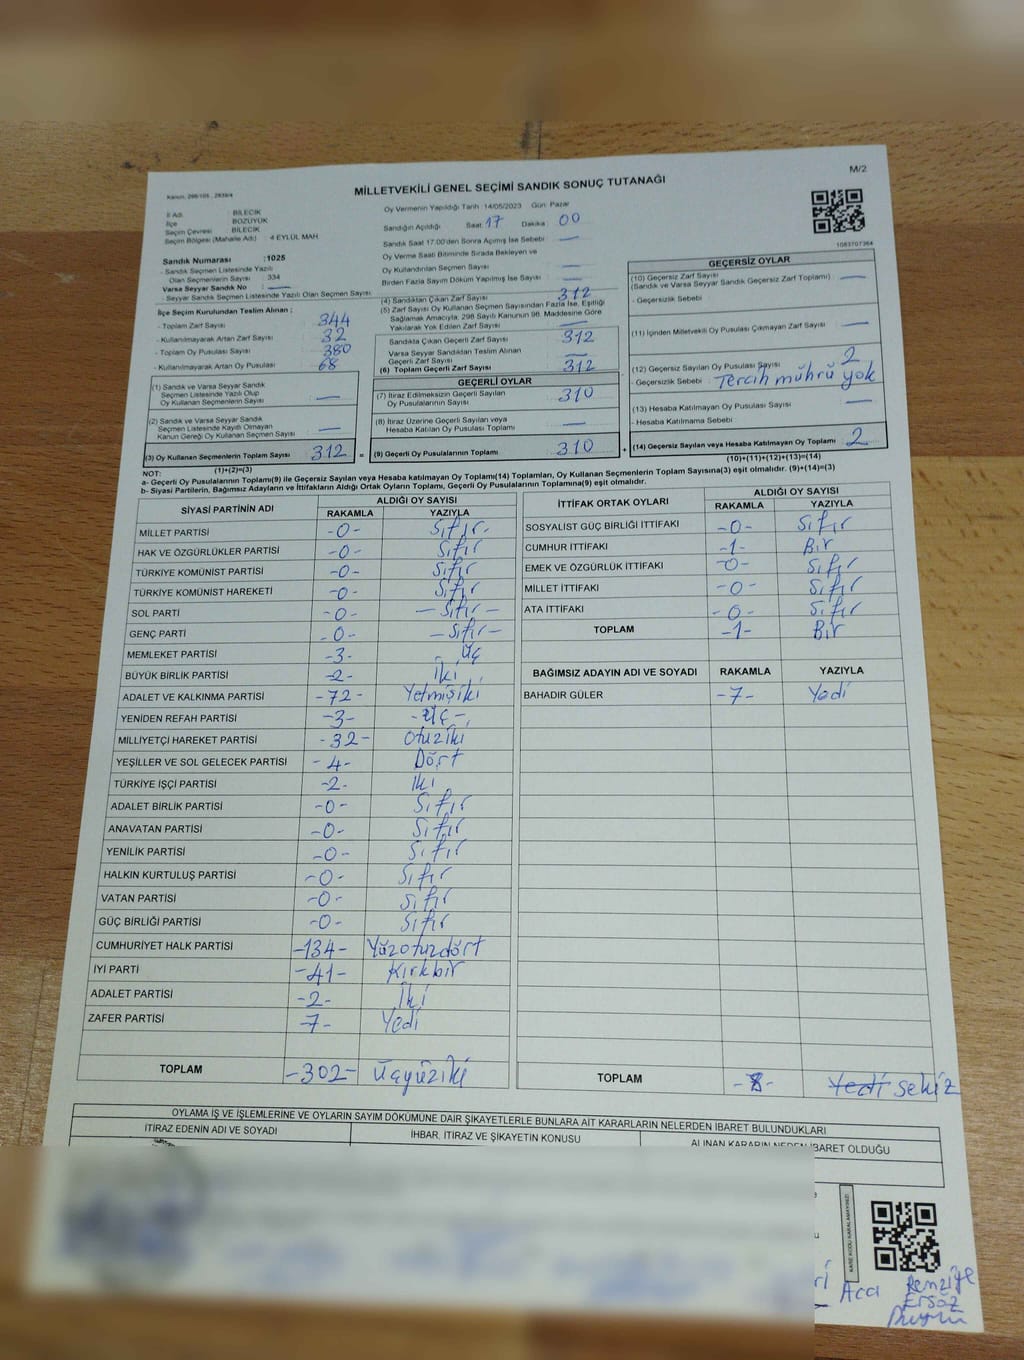 M/2
Kanun, 298/105 , 2839/4
MİLLETVEKİLİ GENEL SEÇİMİ SANDIK SONUÇ TUTANAĞI
1083707364
İl Adı : BİLECİK
İlçe BOZÜYÜK
Seçim Çevresi : BİLECİK
Seçim Bölgesi (Mahalle Adı) : 4 EYLÜL MAH.
Sandık Numarası :1025
- Sandık Seçmen Listesinde Yazılı
Olan Seçmenlerin Sayısı 334
Varsa Seyyar Sandık No —
- Seyyar Sandık Seçmen Listesinde Yazılı Olan Seçmen Sayısı
İlçe Seçim Kurulundan Teslim Alınan ;
- Toplam Zarf Sayısı 344
- Kullanılmayarak Artan Zarf Sayısı 32
- Toplam Oy Pusulası Sayısı 380
- Kullanılmayarak Artan Oy Pusulası 68
(1) Sandık ve Varsa Seyyar Sandık
Seçmen Listesinde Yazılı Olup
Oy Kullanan Seçmenlerin Sayısı —
(2) Sandık ve Varsa Seyyar Sandık
Seçmen Listesinde Kayıtlı Olmayan
Kanun Gereği Oy Kullanan Seçmenlerin Sayısı —
(3) Oy Kullanan Seçmenlerin Toplam Sayısı 312
(1)+(2)=(3)
Oy Vermenin Yapıldığı Tarih :14/05/2023 Gün: Pazar
Sandığın Açıldığı Saat: 17 Dakika : 00
Sandık Saat 17.00'den Sonra Açılmış İse Sebebi —
Oy Verme Saati Bitiminde Sırada Bekleyen ve
Oy Kullandırılan Seçmen Sayısı —
Birden Fazla Sayım Döküm Yapılmış İse Sayısı —
(4) Sandıktan Çıkan Zarf Sayısı 312
(5) Zarf Sayısı Oy Kullanan Seçmen Sayısından Fazla İse, Eşitliği
Sağlamak Amacıyla; 298 Sayılı Kanunun 98. Maddesine Göre
Yakılarak Yok Edilen Zarf Sayısı —
Sandıkta Çıkan Geçerli Zarf Sayısı 312
Varsa Seyyar Sandıktan Teslim Alınan
Geçerli Zarf Sayısı —
(6) Toplam Geçerli Zarf Sayısı 312
GEÇERLİ OYLAR
(7) İtiraz Edilmeksizin Geçerli Sayılan
Oy Pusulalarının Sayısı 310
(8) İtiraz Üzerine Geçerli Sayılan veya
Hesaba Katılan Oy Pusulası Toplamı —
= (9) Geçerli Oy Pusulalarının Toplamı 310 +
GEÇERSİZ OYLAR
(10) Geçersiz Zarf Sayısı
(Sandık ve Varsa Seyyar Sandık Geçersiz Zarf Toplamı) —
- Geçersizlik Sebebi
(11) İçinden Milletvekili Oy Pusulası Çıkmayan Zarf Sayısı —
(12) Geçersiz Sayılan Oy Pusulası Sayısı 2
- Geçersizlik Sebebi : Tercih mührü yok
(13) Hesaba Katılmayan Oy Pusulası Sayısı —
- Hesaba Katılmama Sebebi
(14) Geçersiz Sayılan veya Hesaba Katılmayan Oy Toplamı 2
(10)+(11)+(12)+(13)=(14)
NOT:
a- Geçerli Oy Pusulalarının Toplamı(9) ile Geçersiz Sayılan veya Hesaba katılmayan Oy Toplamı(14) Toplamları, Oy Kullanan Seçmenlerin Toplam Sayısına(3) eşit olmalıdır. (9)+(14)=(3)
b- Siyasi Partilerin, Bağımsız Adayların ve İttifakların Aldığı Ortak Oyların Toplamı, Geçerli Oy Pusulalarının Toplamına(9) eşit olmalıdır.
SİYASİ PARTİNİN ADI ALDIĞI OY SAYISI
RAKAMLA YAZIYLA
MİLLET PARTİSİ -0- Sıfır
HAK VE ÖZGÜRLÜKLER PARTİSİ -0- Sıfır
TÜRKİYE KOMÜNİST PARTİSİ -0- Sıfır
TÜRKİYE KOMÜNİST HAREKETİ -0- Sıfır
SOL PARTİ -0- —Sıfır—
GENÇ PARTİ -0- —Sıfır—
MEMLEKET PARTİSİ -3- Üç
BÜYÜK BİRLİK PARTİSİ -2- İki
ADALET VE KALKINMA PARTİSİ -72- Yetmişiki
YENİDEN REFAH PARTİSİ -3- -Üç-
MİLLİYETÇİ HAREKET PARTİSİ -32- Otuziki
YEŞİLLER VE SOL GELECEK PARTİSİ -4- Dört
TÜRKİYE İŞÇİ PARTİSİ -2- İki
ADALET BİRLİK PARTİSİ -0- Sıfır
ANAVATAN PARTİSİ -0- Sıfır
YENİLİK PARTİSİ -0- Sıfır
HALKIN KURTULUŞ PARTİSİ -0- Sıfır
VATAN PARTİSİ -0- Sıfır
GÜÇ BİRLİĞİ PARTİSİ -0- Sıfır
CUMHURİYET HALK PARTİSİ -134- Yüzotuzdört
İYİ PARTİ -41- Kırkbir
ADALET PARTİSİ -2- İki
ZAFER PARTİSİ -7- Yedi
TOPLAM -302- üçyüziki
İTTİFAK ORTAK OYLARI ALDIĞI OY SAYISI
RAKAMLA YAZIYLA
SOSYALİST GÜÇ BİRLİĞİ İTTİFAKI -0- Sıfır
CUMHUR İTTİFAKI -1- Bir
EMEK VE ÖZGÜRLÜK İTTİFAKI -0- Sıfır
MİLLET İTTİFAKI -0- Sıfır
ATA İTTİFAKI -0- Sıfır
TOPLAM -1- Bir
BAĞIMSIZ ADAYIN ADI VE SOYADI RAKAMLA YAZIYLA
BAHADIR GÜLER -7- Yedi
TOPLAM -8- Yedi sekiz
OYLAMA İŞ VE İŞLEMLERİNE VE OYLARIN SAYIM DÖKÜMÜNE DAİR ŞİKAYETLERLE BUNLARA AİT KARARLARIN NELERDEN İBARET BULUNDUKLARI
İTİRAZ EDENİN ADI VE SOYADI İHBAR, İTİRAZ VE ŞİKAYETİN KONUSU ALINAN KARARIN NEDEN İBARET OLDUĞU
KARE KODU KARALAMAYINIZ!
Acar Remziye
Ersöz